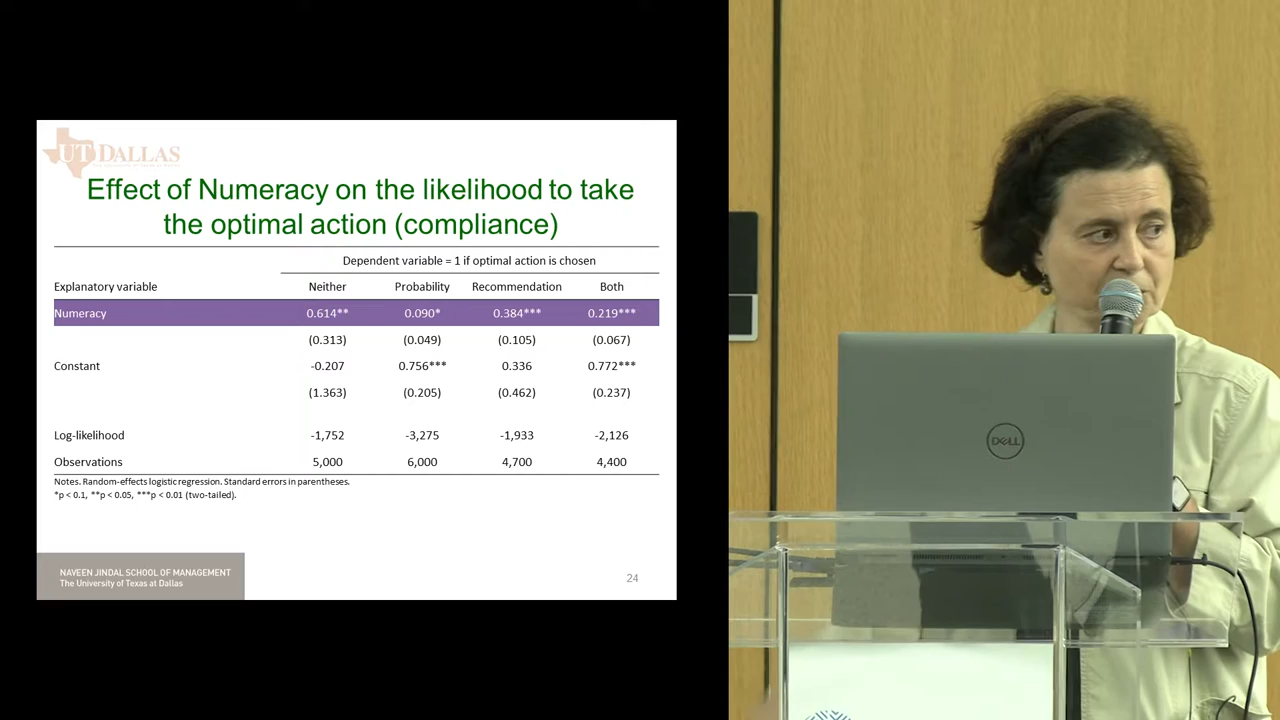 UT DALLAS
Effect of Numeracy on the likelihood to take
the optimal action (compliance)
Dependent variable = 1 if optimal action is chosen
Explanatory variable Neither Probability Recommendation Both
Numeracy 0.614** 0.090* 0.384*** 0.219***
(0.313) (0.049) (0.105) (0.067)
Constant -0.207 0.756*** 0.336 0.772***
(1.363) (0.205) (0.462) (0.237)
Log-likelihood -1,752 -3,275 -1,933 -2,126
Observations 5,000 6,000 4,700 4,400
Notes. Random-effects logistic regression. Standard errors in parentheses.
*p < 0.1, **p < 0.05, ***p < 0.01 (two-tailed).
NAVEEN JINDAL SCHOOL OF MANAGEMENT
The University of Texas at Dallas
24
DELL